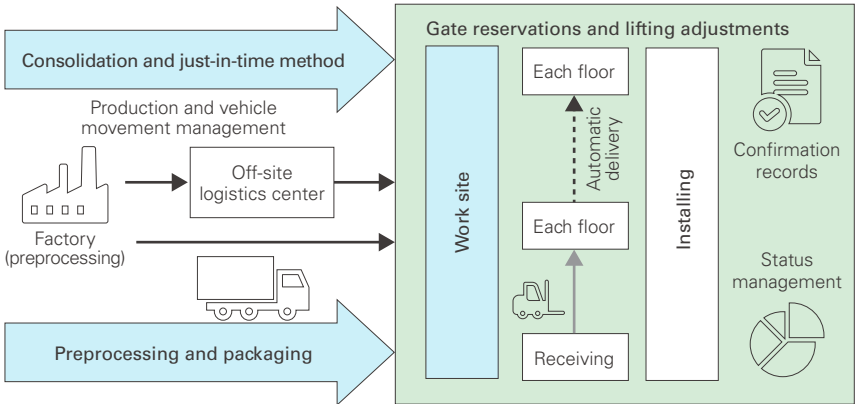 Consolidation and just-in-time method
Production and vehicle
movement management
Off-site
logistics center
Factory
(preprocessing)
Preprocessing and packaging
Gate reservations and lifting adjustments
Work site
Each floor
Automatic
delivery
Each floor
Receiving
Installing
Confirmation
records
Status
management